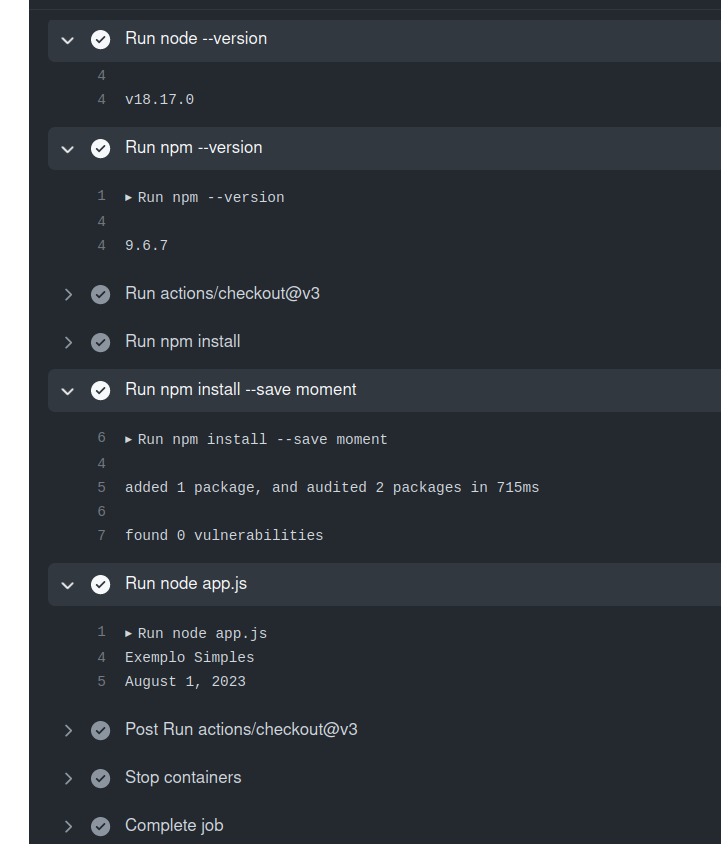 Run node --version
4
4 v18.17.0
Run npm --version
1 ▸ Run npm --version
4
4 9.6.7
Run actions/checkout@v3
Run npm install
Run npm install --save moment
6 ▸ Run npm install --save moment
4
5 added 1 package, and audited 2 packages in 715ms
6
7 found 0 vulnerabilities
Run node app.js
1 ▸ Run node app.js
4 Exemplo Simples
5 August 1, 2023
Post Run actions/checkout@v3
Stop containers
Complete job